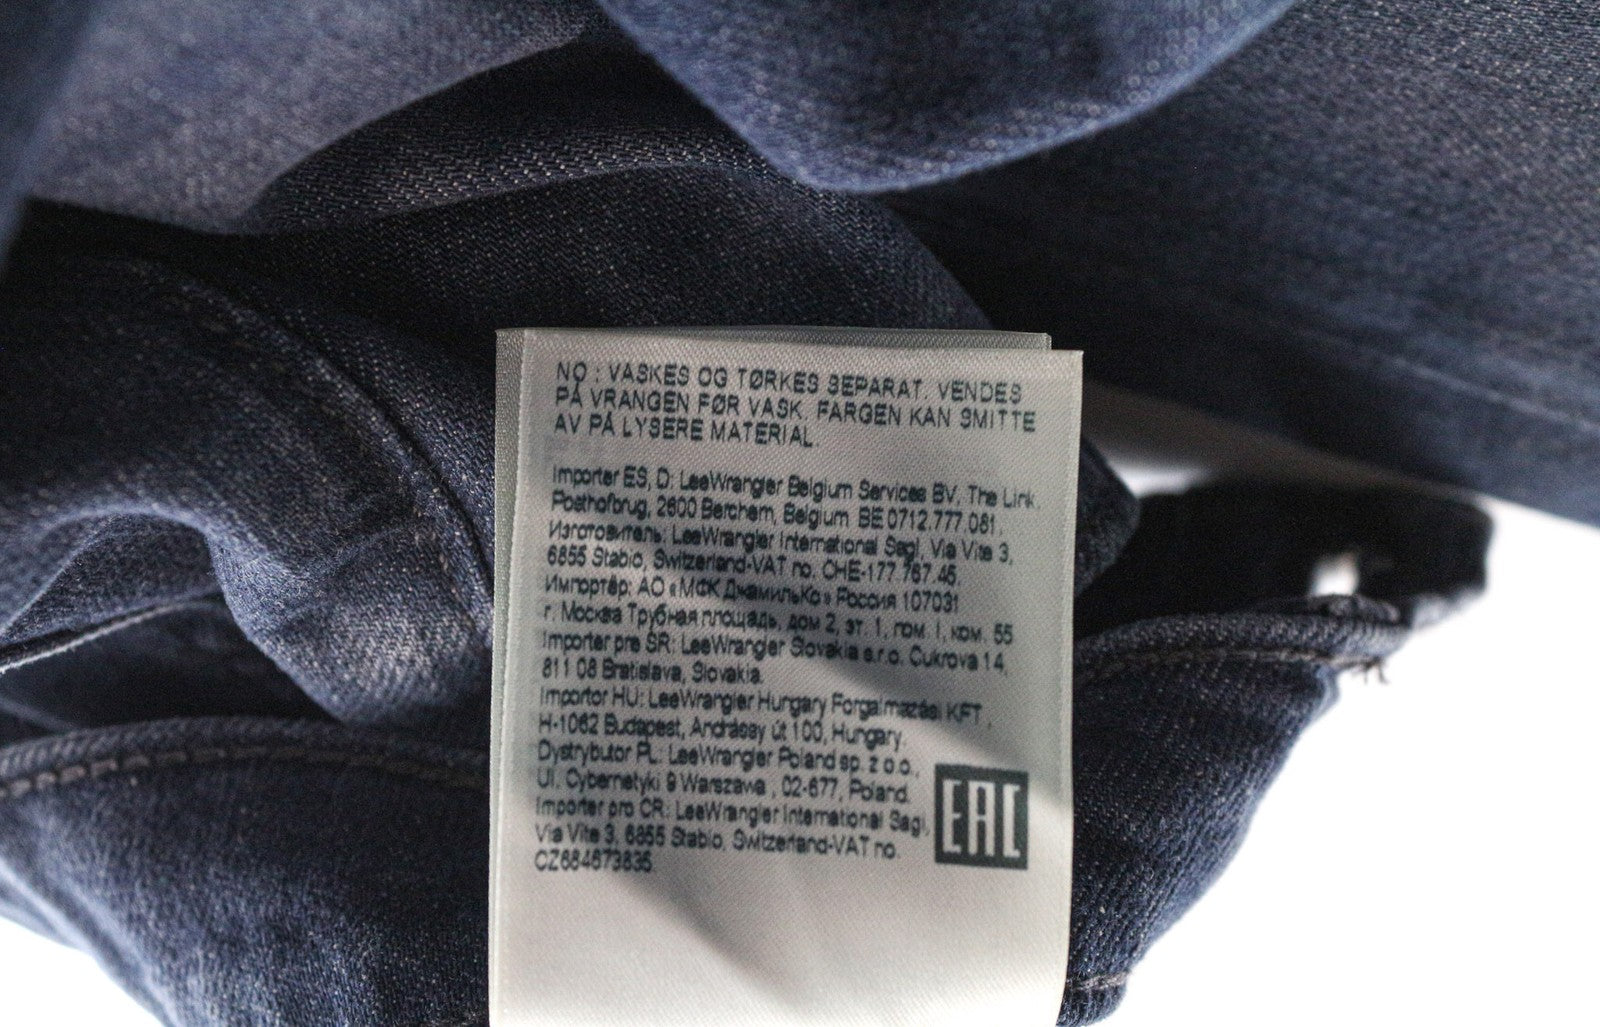 NO : VASKES OG TØRKES SEPARAT. VENDES
PÅ VRANGEN FØR VASK. FARGEN KAN SMITTE
AV PÅ LYSERE MATERIAL.
Importer ES, D: LeeWrangler Belgium Services BV, The Link,
Posthofbrug, 2600 Berchem, Belgium BE 0712.777.081.
Изготовитель: LeeWrangler International Sagl, Via Vite 3,
6855 Stabio, Switzerland-VAT no. CHE-177.767.45.
Импортёр: АО «МФК ДжамильКо» Россия 107031
г. Москва Трубная площадь, дом 2, эт. 1, пом. I, ком. 55
Importer pre SR: LeeWrangler Slovakia s.r.o. Cukrova 14,
811 08 Bratislava, Slovakia.
Importőr HU: LeeWrangler Hungary Forgalmazási KFT ,
H-1062 Budapest, Andrássy út 100, Hungary.
Dystrybutor PL: LeeWrangler Poland sp. z o.o.,
Ul. Cybernetyki 9 Warszawa , 02-677, Poland.
Importer pro CR: LeeWrangler International Sagl,
Via Vite 3, 6855 Stabio, Switzerland-VAT no.
CZ684673835
EAC